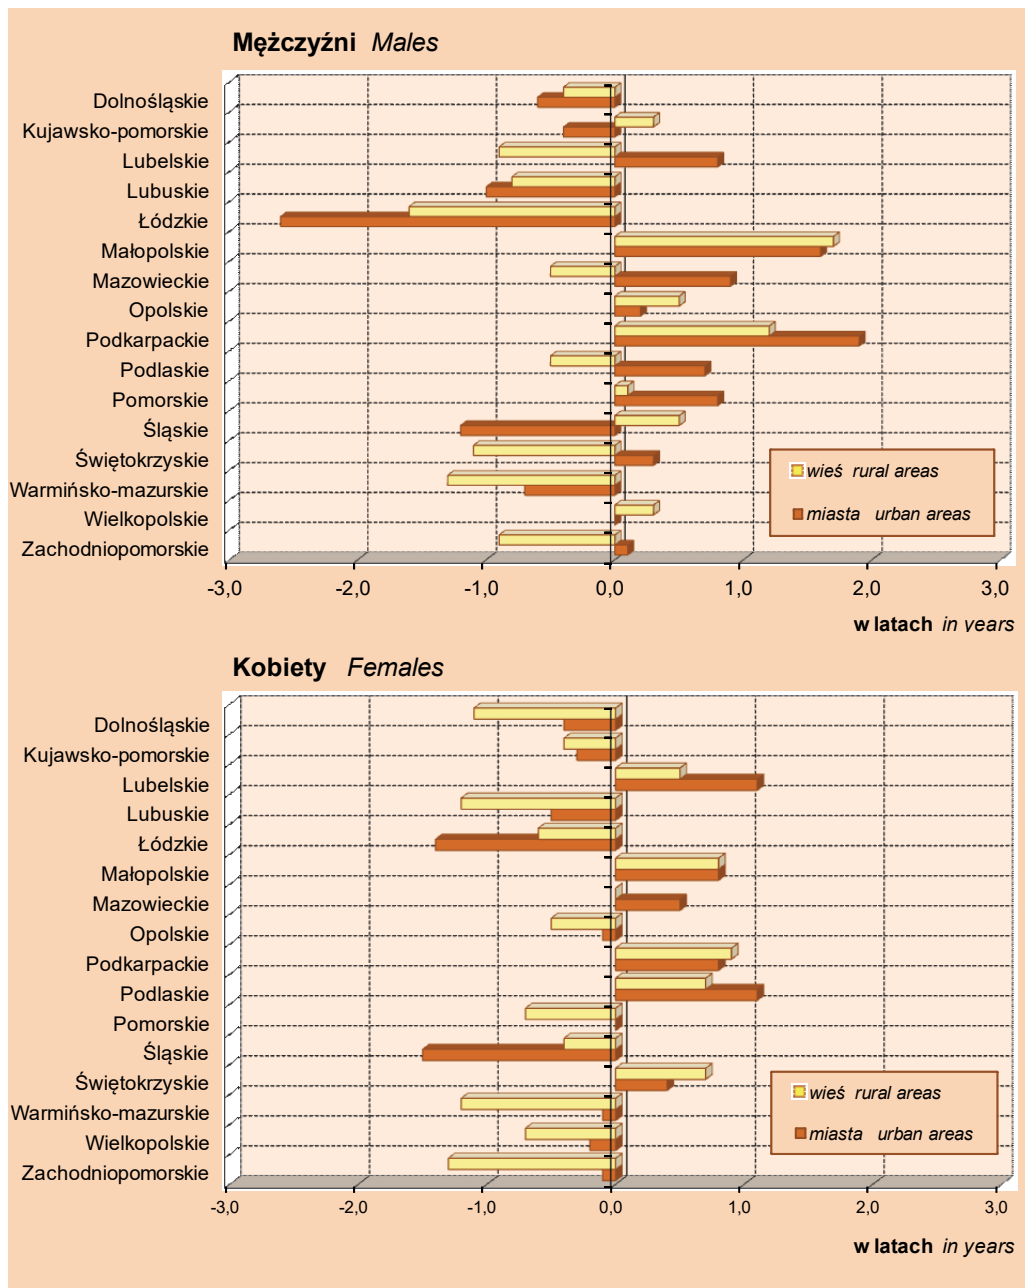 Mężczyźni Males
Dolnośląskie
Kujawsko-pomorskie
Lubelskie
Lubuskie
Łódzkie
Małopolskie
Mazowieckie
Opolskie
Podkarpackie
Podlaskie
Pomorskie
Śląskie
Świętokrzyskie
Warmińsko-mazurskie
Wielkopolskie
Zachodniopomorskie
wieś rural areas
miasta urban areas
-3,0 -2,0 -1,0 0,0 1,0 2,0 3,0
w latach in years
Kobiety Females
Dolnośląskie
Kujawsko-pomorskie
Lubelskie
Lubuskie
Łódzkie
Małopolskie
Mazowieckie
Opolskie
Podkarpackie
Podlaskie
Pomorskie
Śląskie
Świętokrzyskie
Warmińsko-mazurskie
Wielkopolskie
Zachodniopomorskie
wieś rural areas
miasta urban areas
-3,0 -2,0 -1,0 0,0 1,0 2,0 3,0
w latach in years